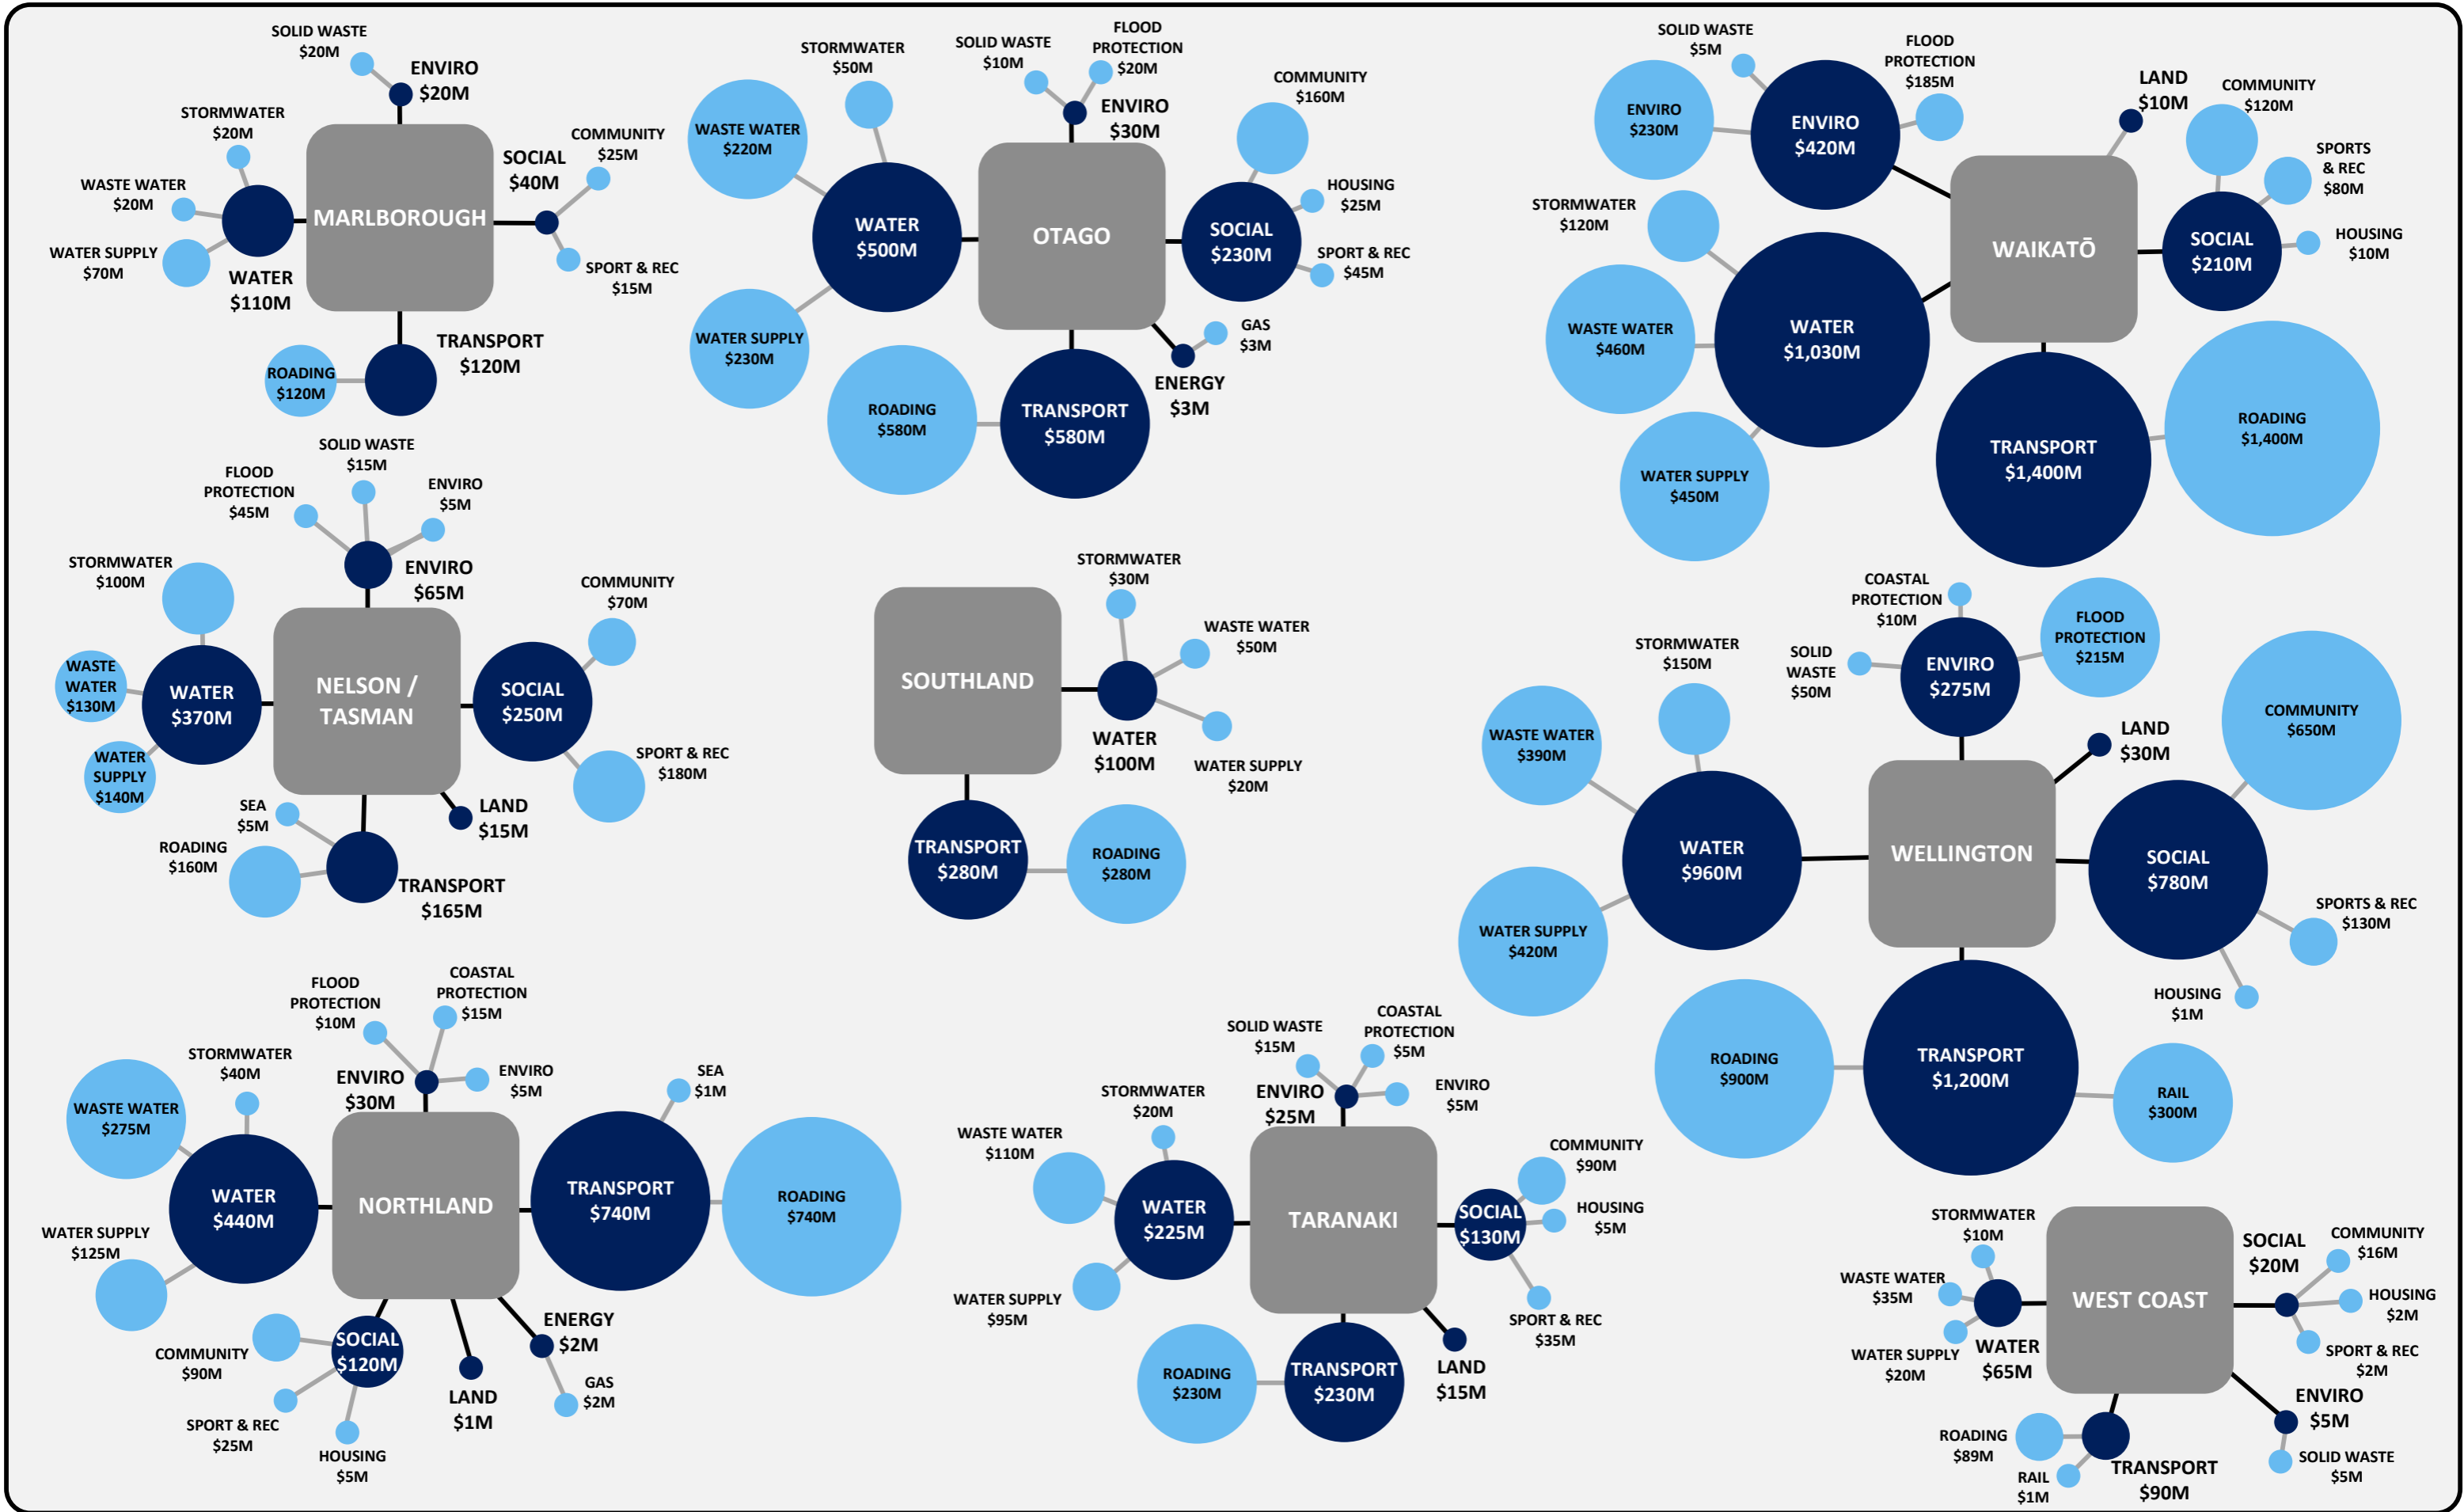 SOLID WASTE
$20M
ENVIRO
$20M
STORMWATER
$20M
WASTE WATER
$20M
WATER SUPPLY
$70M
WATER
$110M
MARLBOROUGH
SOCIAL
$40M
COMMUNITY
$25M
SPORT & REC
$15M
TRANSPORT
$120M
ROADING
$120M
STORMWATER
$50M
SOLID WASTE
$10M
FLOOD
PROTECTION
$20M
ENVIRO
$30M
WASTE WATER
$220M
WATER
$500M
WATER SUPPLY
$230M
OTAGO
COMMUNITY
$160M
HOUSING
$25M
SOCIAL
$230M
SPORT & REC
$45M
GAS
$3M
ENERGY
$3M
ROADING
$580M
TRANSPORT
$580M
SOLID WASTE
$5M
FLOOD
PROTECTION
$185M
ENVIRO
$230M
ENVIRO
$420M
LAND
$10M
COMMUNITY
$120M
SPORTS
& REC
$80M
HOUSING
$10M
SOCIAL
$210M
WAIKATŌ
STORMWATER
$120M
WASTE WATER
$460M
WATER
$1,030M
WATER SUPPLY
$450M
TRANSPORT
$1,400M
ROADING
$1,400M
FLOOD
PROTECTION
$45M
SOLID WASTE
$15M
ENVIRO
$5M
ENVIRO
$65M
STORMWATER
$100M
WASTE
WATER
$130M
WATER
$370M
WATER
SUPPLY
$140M
NELSON /
TASMAN
COMMUNITY
$70M
SOCIAL
$250M
SPORT & REC
$180M
LAND
$15M
SEA
$5M
ROADING
$160M
TRANSPORT
$165M
SOUTHLAND
STORMWATER
$30M
WASTE WATER
$50M
WATER
$100M
WATER SUPPLY
$20M
TRANSPORT
$280M
ROADING
$280M
COASTAL
PROTECTION
$10M
FLOOD
PROTECTION
$215M
SOLID
WASTE
$50M
ENVIRO
$275M
STORMWATER
$150M
WASTE WATER
$390M
WATER
$960M
WATER SUPPLY
$420M
WELLINGTON
LAND
$30M
COMMUNITY
$650M
SOCIAL
$780M
SPORTS & REC
$130M
HOUSING
$1M
ROADING
$900M
TRANSPORT
$1,200M
RAIL
$300M
FLOOD
PROTECTION
$10M
COASTAL
PROTECTION
$15M
ENVIRO
$5M
ENVIRO
$30M
STORMWATER
$40M
WASTE WATER
$275M
WATER
$440M
WATER SUPPLY
$125M
NORTHLAND
SEA
$1M
TRANSPORT
$740M
ROADING
$740M
SOCIAL
$120M
COMMUNITY
$90M
SPORT & REC
$25M
HOUSING
$5M
LAND
$1M
ENERGY
$2M
GAS
$2M
SOLID WASTE
$15M
COASTAL
PROTECTION
$5M
ENVIRO
$5M
ENVIRO
$25M
STORMWATER
$20M
WASTE WATER
$110M
WATER
$225M
WATER SUPPLY
$95M
TARANAKI
COMMUNITY
$90M
HOUSING
$5M
SOCIAL
$130M
SPORT & REC
$35M
LAND
$15M
ROADING
$230M
TRANSPORT
$230M
STORMWATER
$10M
WASTE WATER
$35M
WATER SUPPLY
$20M
WATER
$65M
WEST COAST
SOCIAL
$20M
COMMUNITY
$16M
HOUSING
$2M
SPORT & REC
$2M
ENVIRO
$5M
SOLID WASTE
$5M
ROADING
$89M
RAIL
$1M
TRANSPORT
$90M